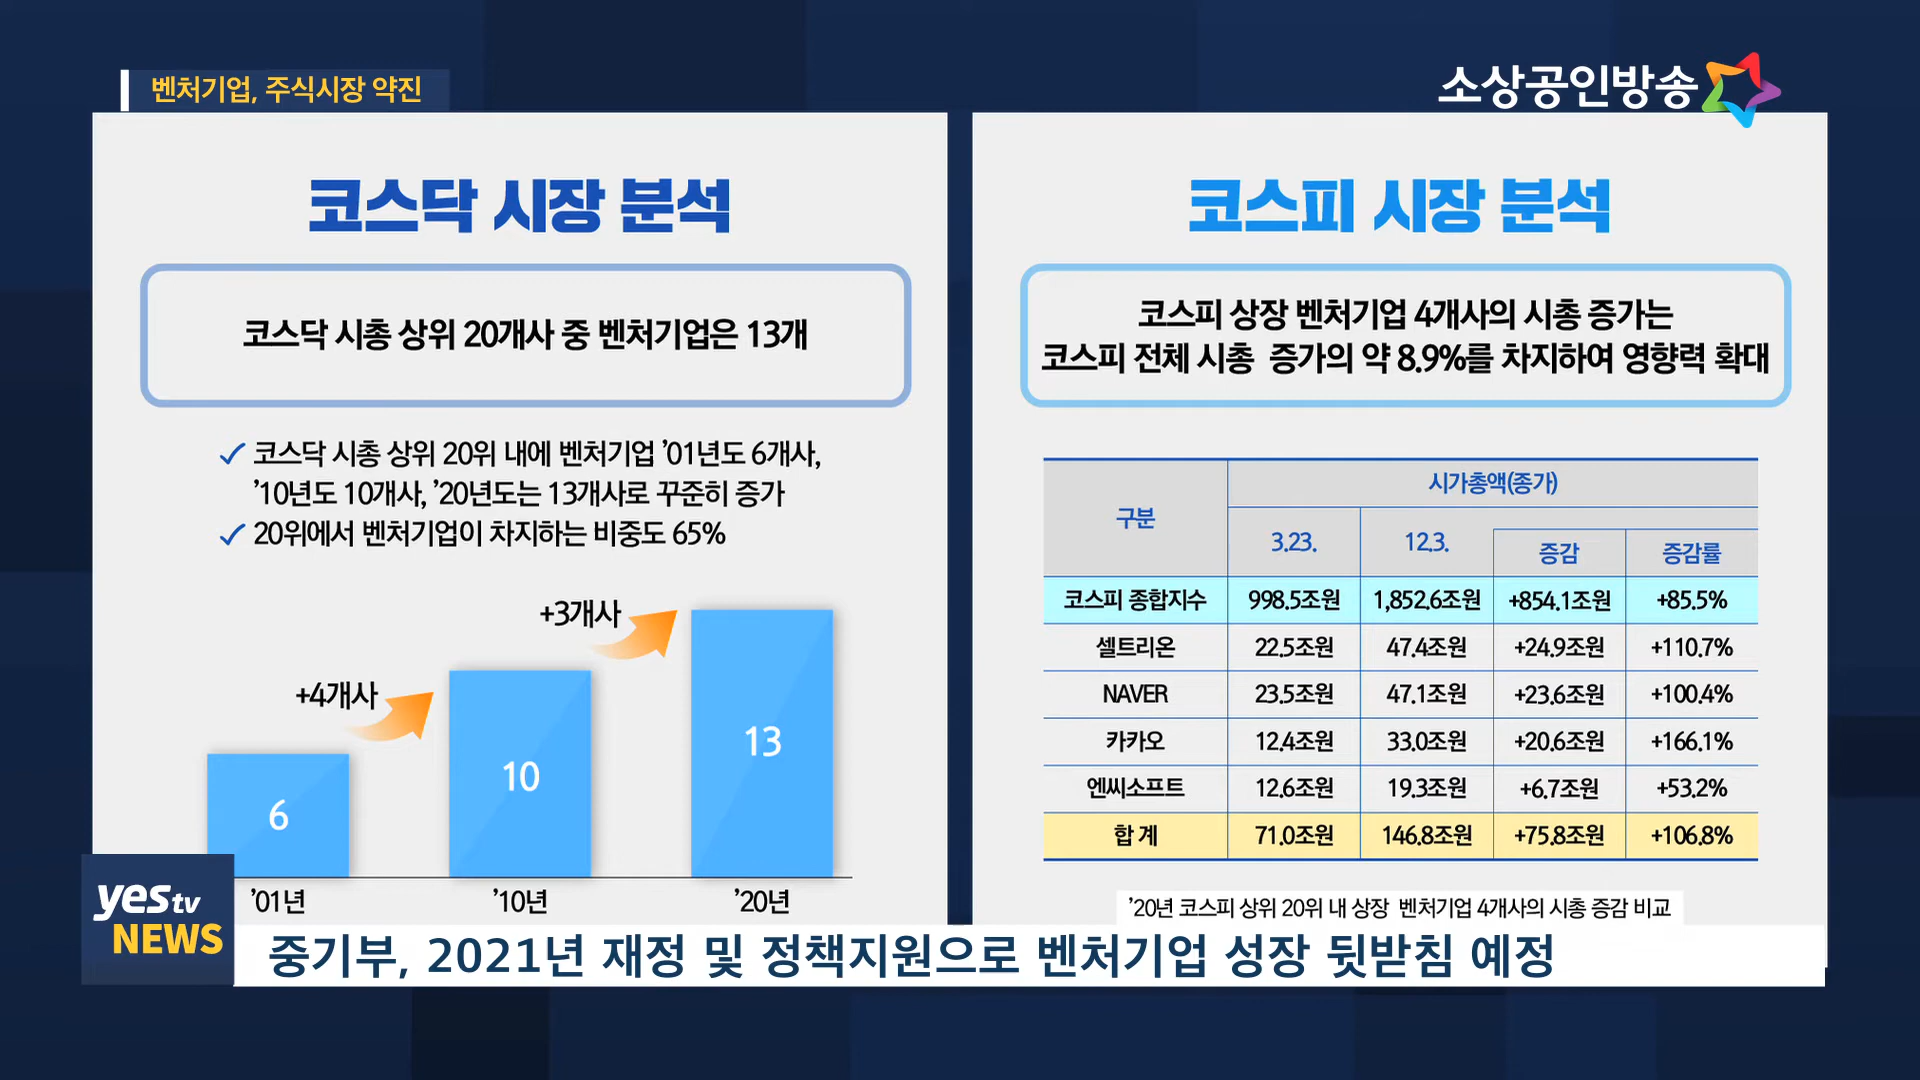 벤처기업, 주식시장 약진
소상공인방송
코스닥 시장 분석
코스닥 시총 상위 20개사 중 벤처기업은 13개
✓ 코스닥 시총 상위 20위 내에 벤처기업 ’01년도 6개사,
’10년도 10개사, ’20년도는 13개사로 꾸준히 증가
✓ 20위에서 벤처기업이 차지하는 비중도 65%
+3개사
+4개사
6
10
13
’01년
’10년
’20년
코스피 시장 분석
코스피 상장 벤처기업 4개사의 시총 증가는
코스피 전체 시총 증가의 약 8.9%를 차지하여 영향력 확대
구분 시가총액(종가)
3.23. 12.3. 증감 증감률
코스피 종합지수 998.5조원 1,852.6조원 +854.1조원 +85.5%
셀트리온 22.5조원 47.4조원 +24.9조원 +110.7%
NAVER 23.5조원 47.1조원 +23.6조원 +100.4%
카카오 12.4조원 33.0조원 +20.6조원 +166.1%
엔씨소프트 12.6조원 19.3조원 +6.7조원 +53.2%
합 계 71.0조원 146.8조원 +75.8조원 +106.8%
’20년 코스피 상위 20위 내 상장 벤처기업 4개사의 시총 증감 비교
yes tv
NEWS
중기부, 2021년 재정 및 정책지원으로 벤처기업 성장 뒷받침 예정